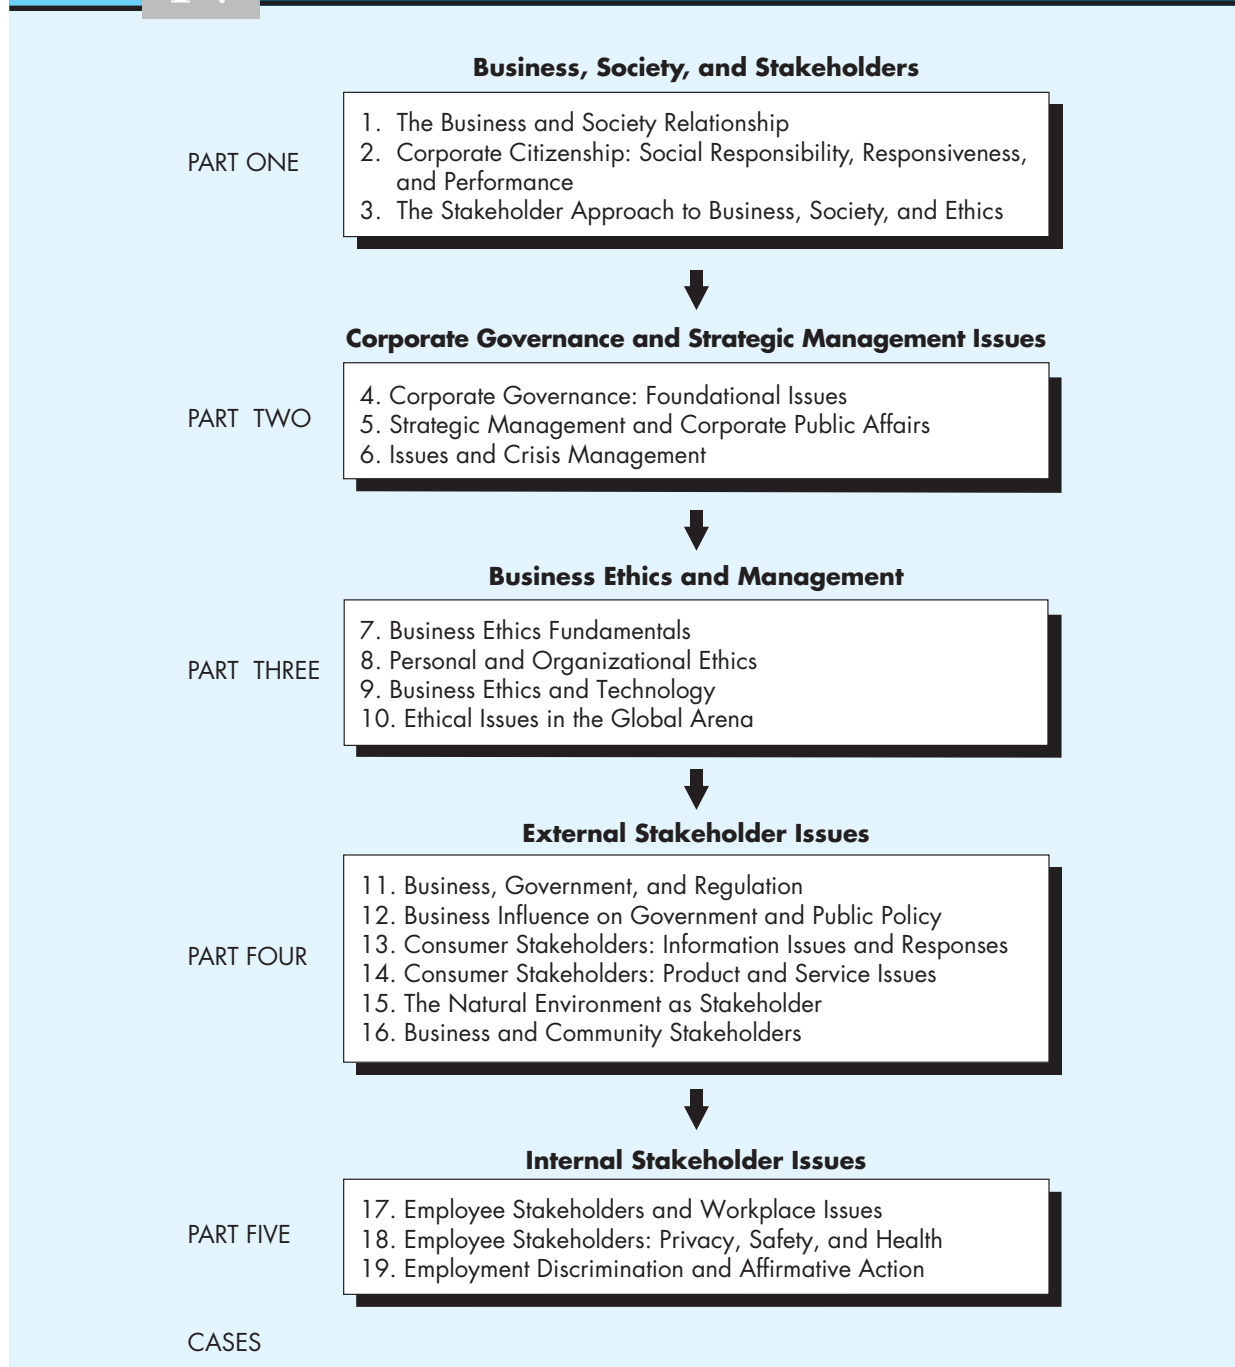 Business, Society, and Stakeholders
PART ONE
1. The Business and Society Relationship
2. Corporate Citizenship: Social Responsibility, Responsiveness,
and Performance
3. The Stakeholder Approach to Business, Society, and Ethics
Corporate Governance and Strategic Management Issues
PART TWO
4. Corporate Governance: Foundational Issues
5. Strategic Management and Corporate Public Affairs
6. Issues and Crisis Management
Business Ethics and Management
PART THREE
7. Business Ethics Fundamentals
8. Personal and Organizational Ethics
9. Business Ethics and Technology
10. Ethical Issues in the Global Arena
External Stakeholder Issues
PART FOUR
11. Business, Government, and Regulation
12. Business Influence on Government and Public Policy
13. Consumer Stakeholders: Information Issues and Responses
14. Consumer Stakeholders: Product and Service Issues
15. The Natural Environment as Stakeholder
16. Business and Community Stakeholders
Internal Stakeholder Issues
PART FIVE
17. Employee Stakeholders and Workplace Issues
18. Employee Stakeholders: Privacy, Safety, and Health
19. Employment Discrimination and Affirmative Action
CASES